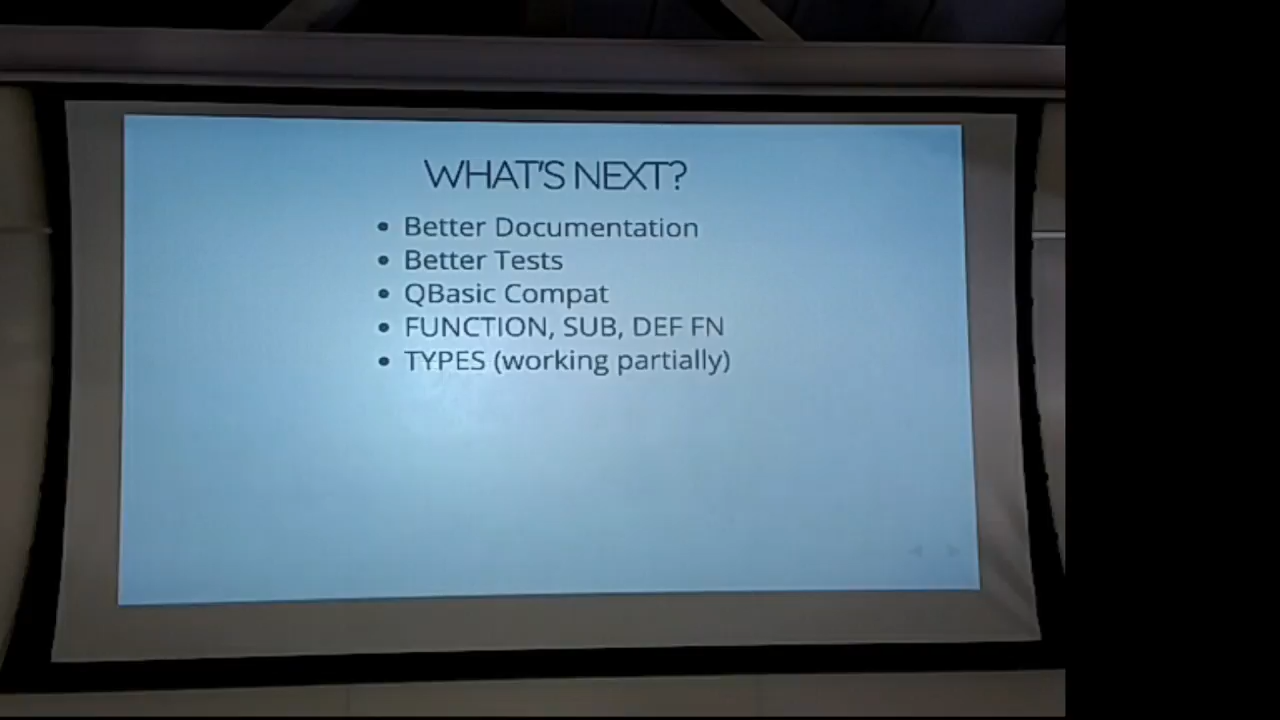 WHAT'S NEXT?
• Better Documentation
• Better Tests
• QBasic Compat
• FUNCTION, SUB, DEF FN
• TYPES (working partially)